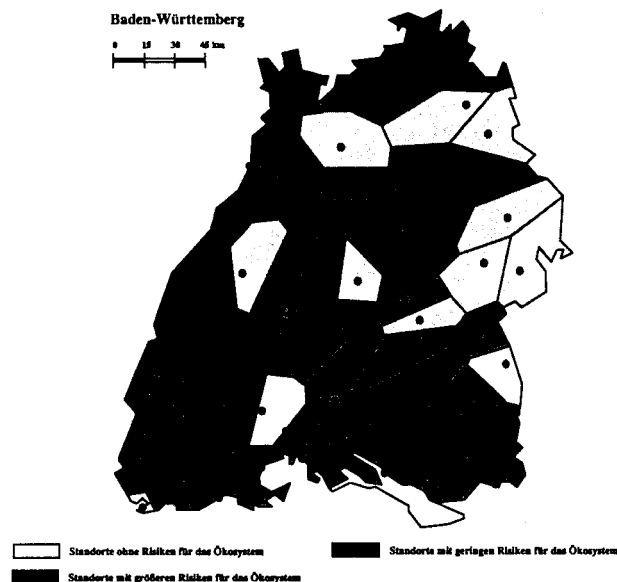 Baden-Württemberg
0 15 30 45 km
Standorte ohne Risiken für das Ökosystem
Standorte mit geringen Risiken für das Ökosystem
Standorte mit größeren Risiken für das Ökosystem